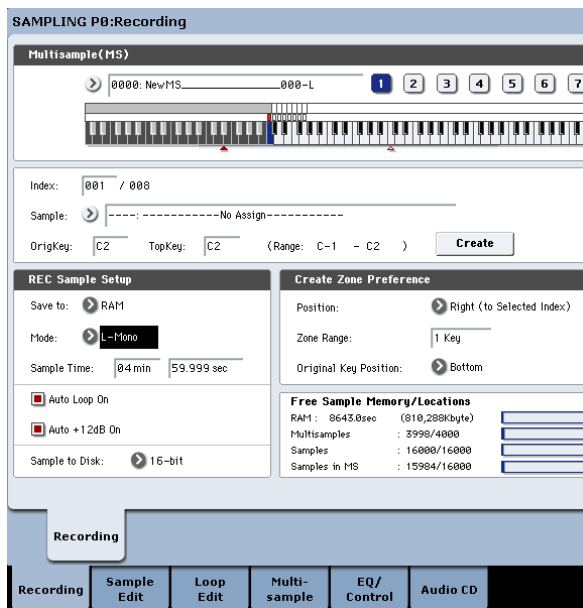 SAMPLING P0:Recording
Multisample(MS)
0000: NewMS_______________000-L
1 2 3 4 5 6 7
Index: 001 / 008
Sample: ----: ------------No Assign------------
OrigKey: C2 TopKey: C2 (Range: C-1 - C2 ) Create
REC Sample Setup
Save to: RAM
Mode: L-Mono
Sample Time: 04 min 59.999 sec
Auto Loop On
Auto +12dB On
Sample to Disk: 16-bit
Create Zone Preference
Position: Right (to Selected Index)
Zone Range: 1 Key
Original Key Position: Bottom
Free Sample Memory/Locations
RAM : 8643.0sec (810,288Kbyte)
Multisamples : 3998/4000
Samples : 16000/16000
Samples in MS : 15984/16000
Recording
Recording
Sample Edit
Loop Edit
Multi-sample
EQ/ Control
Audio CD